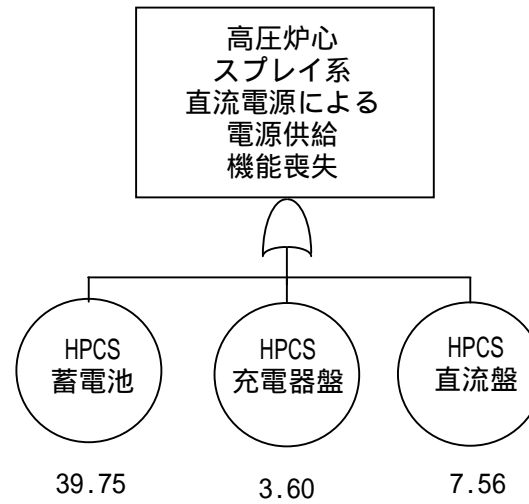 高圧炉心
スプレイ系
直流電源による
電源供給
機能喪失
HPCS
蓄電池
HPCS
充電器盤
HPCS
直流盤
39.75
3.60
7.56